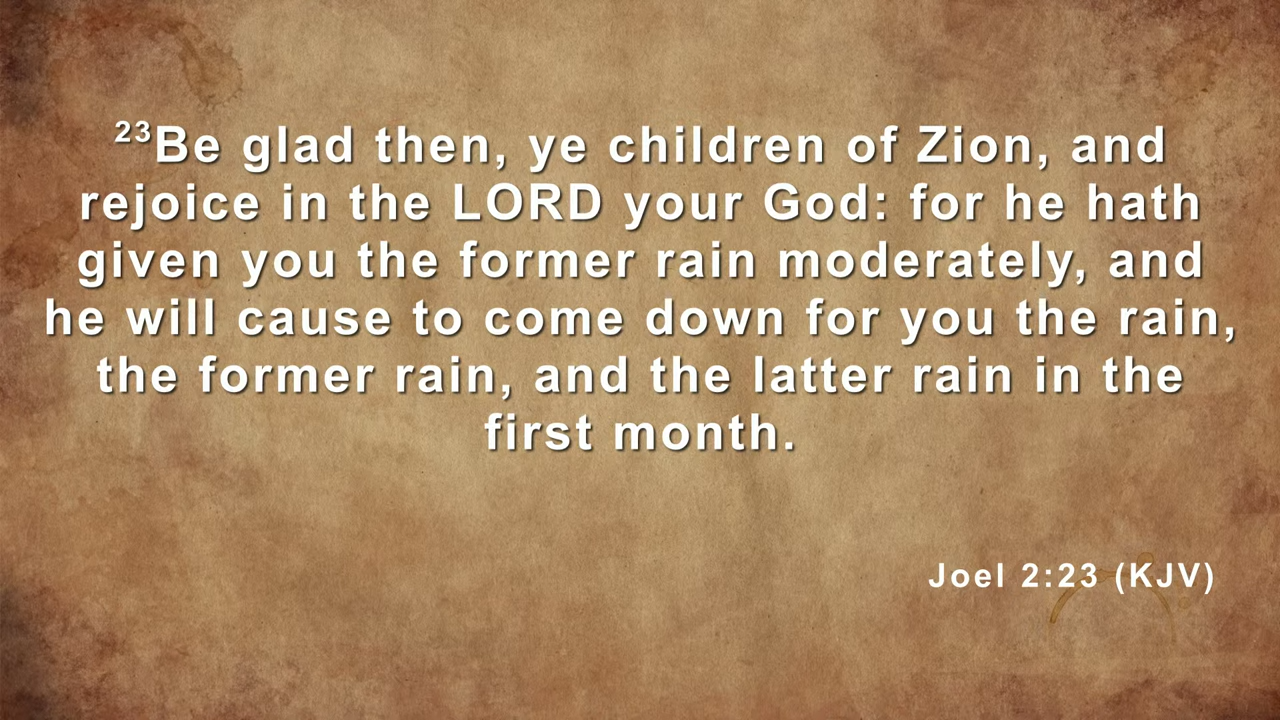 ²³Be glad then, ye children of Zion, and
rejoice in the LORD your God: for he hath
given you the former rain moderately, and
he will cause to come down for you the rain,
the former rain, and the latter rain in the
first month.
Joel 2:23 (KJV)